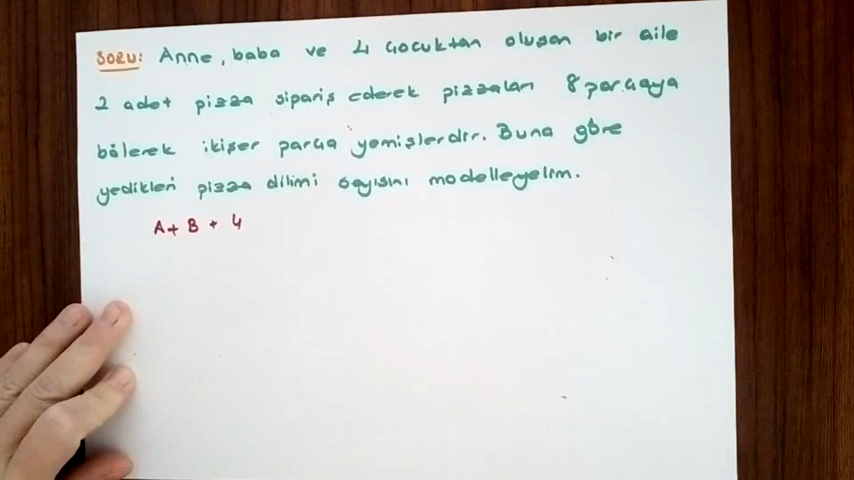 SORU: Anne, baba ve 4 çocuktan oluşan bir aile
2 adet pizza sipariş ederek pizzaları 8 parçaya
bölerek ikişer parça yemişlerdir. Buna göre
yedikleri pizza dilimi sayısını modelleyelim.
A + B + 4